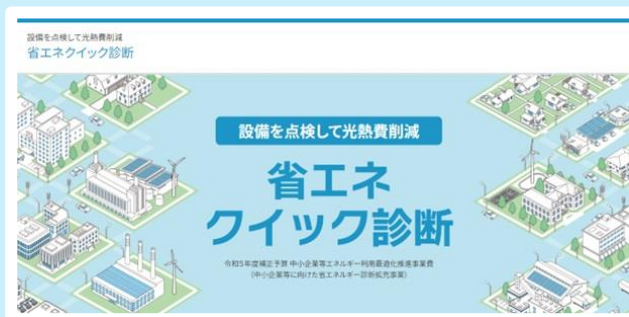 設備を点検して光熱費削減
省エネクイック診断
設備を点検して光熱費削減
省エネ
クイック診断
令和5年度補正予算 中小企業等エネルギー利用最適化推進事業費
(中小企業等に向けた省エネルギー診断拡充事業)